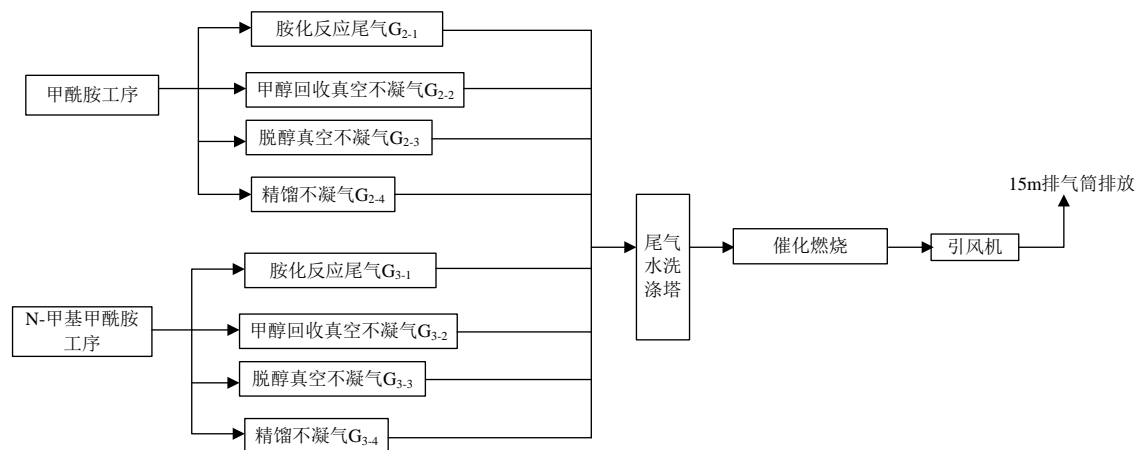 胺化反应尾气G2-1
甲酰胺工序
甲醇回收真空不凝气G2-2
脱醇真空不凝气G2-3
精馏不凝气G2-4
胺化反应尾气G3-1
N-甲基甲酰胺
工序
甲醇回收真空不凝气G3-2
脱醇真空不凝气G3-3
精馏不凝气G3-4
尾气
水洗
涤塔
催化燃烧
引风机
15m排气筒排放